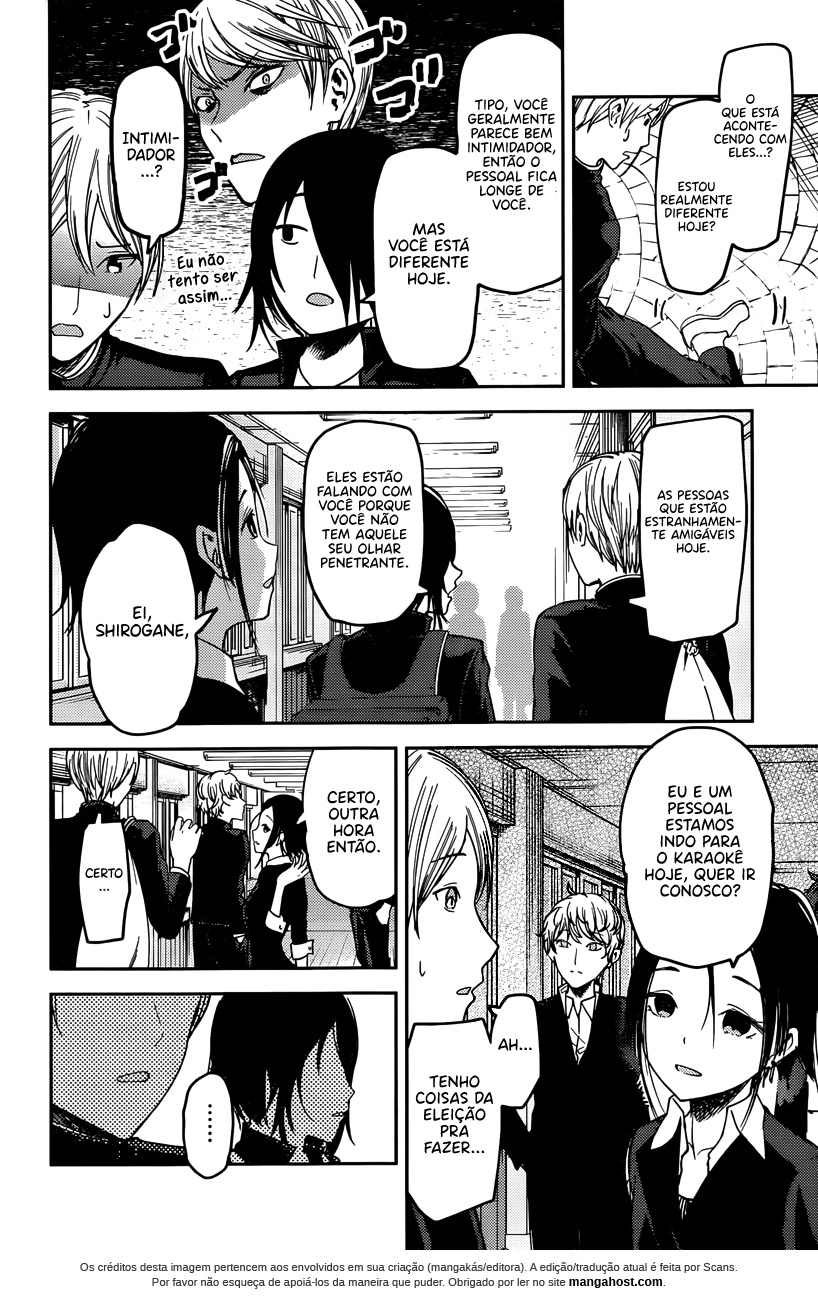 O
QUE ESTÁ
ACONTE-
CENDO COM
ELES...?
ESTOU
REALMENTE
DIFERENTE
HOJE?
TIPO, VOCÊ
GERALMENTE
PARECE BEM
INTIMIDADOR,
ENTÃO O
PESSOAL FICA
LONGE DE
VOCÊ.
MAS
VOCÊ ESTÁ
DIFERENTE
HOJE.
INTIMI-
DADOR
...?
Eu não
tento ser
assim...
ゴ
ゴ
ゴ
ゴ
AS PESSOAS
QUE ESTÃO
ESTRANHAMEN-
TE AMIGÁVEIS
HOJE.
ELES ESTÃO
FALANDO COM
VOCÊ PORQUE
VOCÊ NÃO
TEM AQUELE
SEU OLHAR
PENETRANTE.
EI,
SHIROGANE,
EU E UM
PESSOAL
ESTAMOS
INDO PARA
O KARAOKÊ
HOJE, QUER IR
CONOSCO?
AH...
TENHO
COISAS DA
ELEIÇÃO
PRA
FAZER...
CERTO,
OUTRA
HORA
ENTÃO.
CERTO
...
......
Os créditos desta imagem pertencem aos envolvidos em sua criação (mangakás/editora). A edição/tradução atual é feita por Scans.
Por favor não esqueça de apoiá-los da maneira que puder. Obrigado por ler no site mangahost.com.